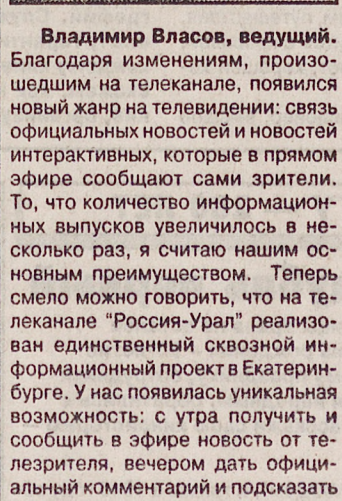 Владимир Власов, ведущий.
Благодаря изменениям, произо-
шедшим на телеканале, появился
новый жанр на телевидении: связь
официальных новостей и новостей
интерактивных, которые в прямом
эфире сообщают сами зрители.
То, что количество информацион-
ных выпусков увеличилось в не-
сколько раз, я считаю нашим ос-
новным преимуществом. Теперь
смело можно говорить, что на те-
леканале "Россия-Урал" реализо-
ван единственный сквозной ин-
формационный проект в Екатерин-
бурге. У нас появилась уникальная
возможность: с утра получить и
сообщить в эфире новость от те-
лезрителя, вечером дать офици-
альный комментарий и подсказать